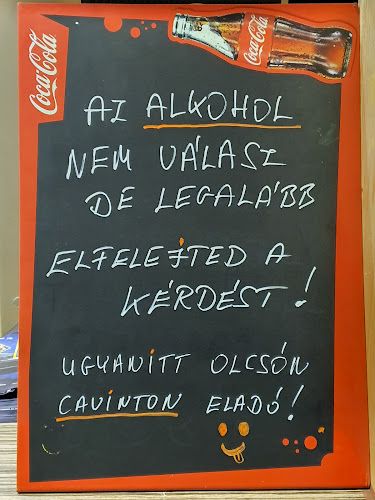 Coca-Cola
Coca-Cola
AZ ALKOHOL
NEM VÁLASZ
DE LEGALÁBB
ELFELEJTED A
KÉRDÉST!
UGYANITT OLCSÓN
CAVINTON ELADÓ!